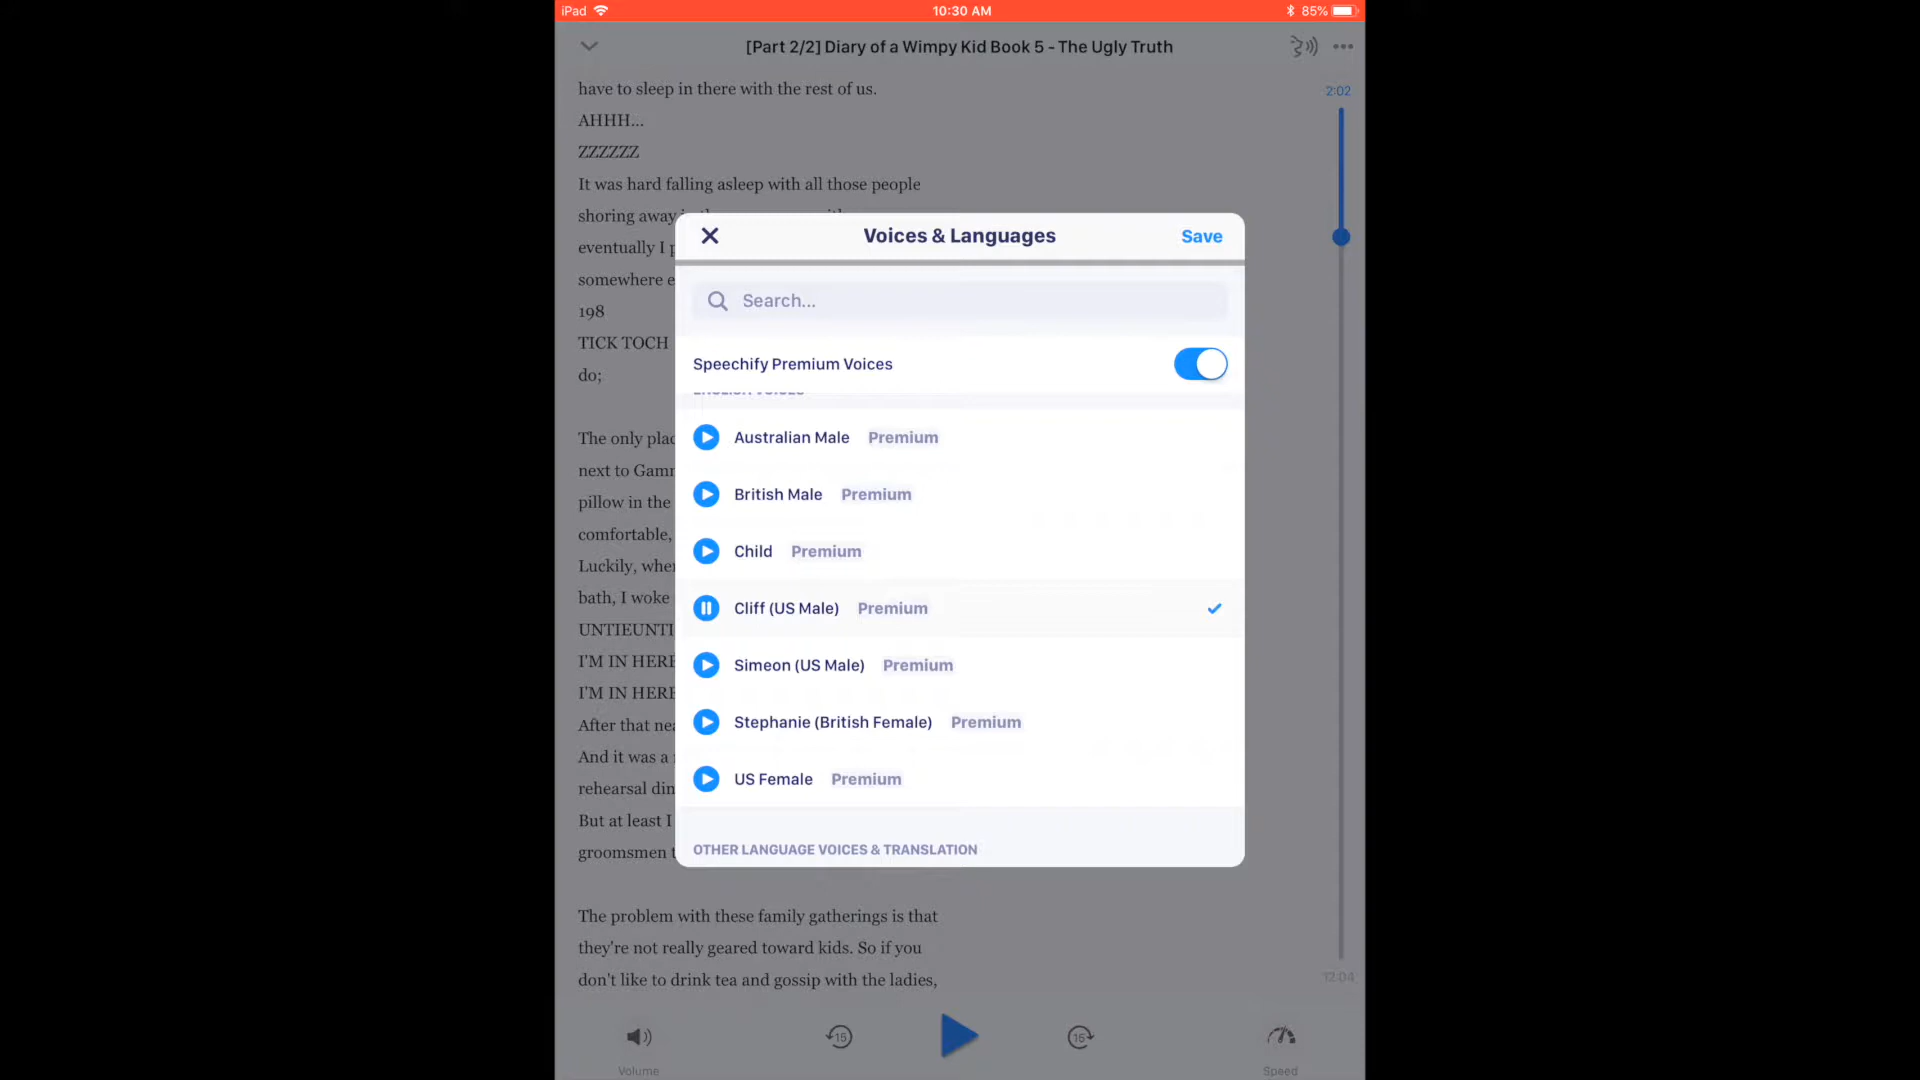 iPad 10:30 AM 85%
[Part 2/2] Diary of a Wimpy Kid Book 5 - The Ugly Truth
have to sleep in there with the rest of us.
2:02
AHHH...
ZZZZZZ
It was hard falling asleep with all those people
shoring away
eventually I
somewhere
198
TICK TOCH
do;
The only
next to
pillow in the
comfortable,
Luckily,
bath, I woke
I'M IN HERE
I'M IN HERE
After that
And it was a
rehearsal
But at least I
groomsmen
Voices & Languages Save
Search...
Speechify Premium Voices
ENGLISH VOICES
Australian Male Premium
British Male Premium
Child Premium
Cliff (US Male) Premium
Simeon (US Male) Premium
Stephanie (British Female) Premium
US Female Premium
OTHER LANGUAGE VOICES & TRANSLATION
The problem with these family gatherings is that
they're not really geared toward kids. So if you
don't like to drink tea and gossip with the ladies,
12:04
15 15
Volume Speed